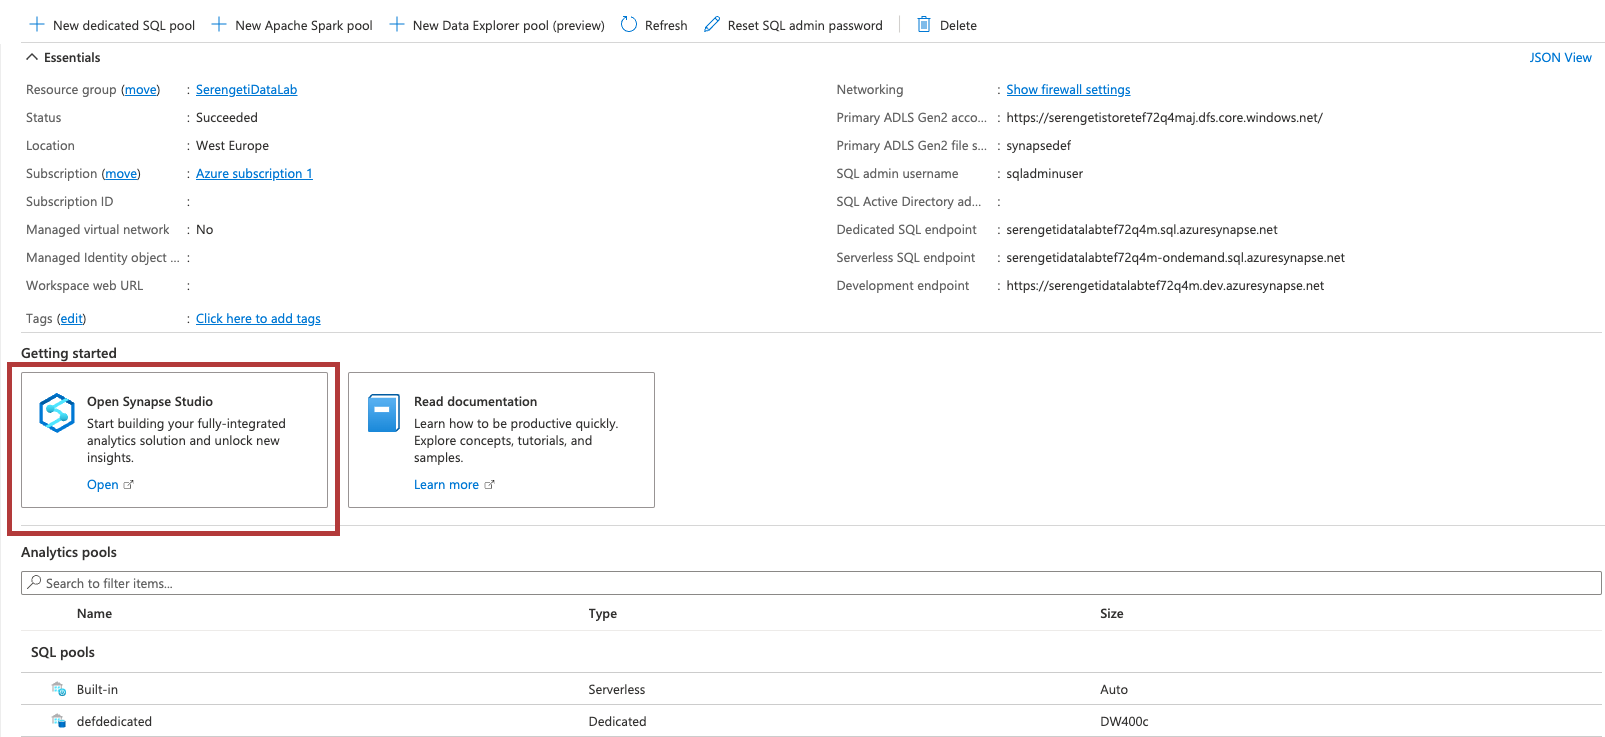 New dedicated SQL pool New Apache Spark pool New Data Explorer pool (preview) Refresh Reset SQL admin password Delete
Essentials JSON View
Resource group (move) : SerengetiDataLab
Status : Succeeded
Location : West Europe
Subscription (move) : Azure subscription 1
Subscription ID :
Managed virtual network : No
Managed Identity object ... :
Workspace web URL :
Tags (edit) : Click here to add tags
Networking : Show firewall settings
Primary ADLS Gen2 acco... : https://serengetistoretef72q4maj.dfs.core.windows.net/
Primary ADLS Gen2 file s... : synapsedef
SQL admin username : sqladminuser
SQL Active Directory ad... :
Dedicated SQL endpoint : serengetidatalabtef72q4m.sql.azuresynapse.net
Serverless SQL endpoint : serengetidatalabtef72q4m-ondemand.sql.azuresynapse.net
Development endpoint : https://serengetidatalabtef72q4m.dev.azuresynapse.net
Getting started
Open Synapse Studio
Start building your fully-integrated
analytics solution and unlock new
insights.
Open
Read documentation
Learn how to be productive quickly.
Explore concepts, tutorials, and
samples.
Learn more
Analytics pools
Search to filter items...
Name Type Size
SQL pools
Built-in Serverless Auto
defdedicated Dedicated DW400c